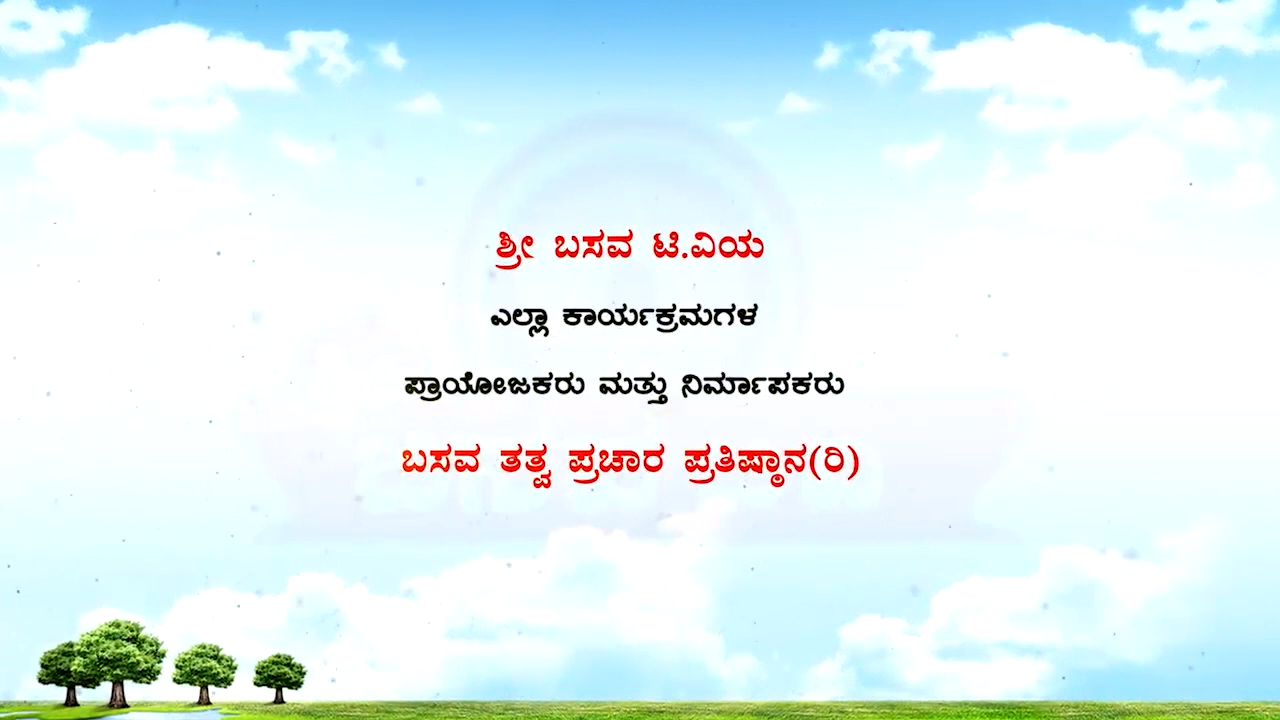 ಶ್ರೀ ಬಸವ ಟಿ.ವಿಯ
ಎಲ್ಲಾ ಕಾರ್ಯಕ್ರಮಗಳ
ಪ್ರಾಯೋಜಕರು ಮತ್ತು ನಿರ್ಮಾಪಕರು
ಬಸವ ತತ್ವ ಪ್ರಚಾರ ಪ್ರತಿಷ್ಠಾನ(ರಿ)